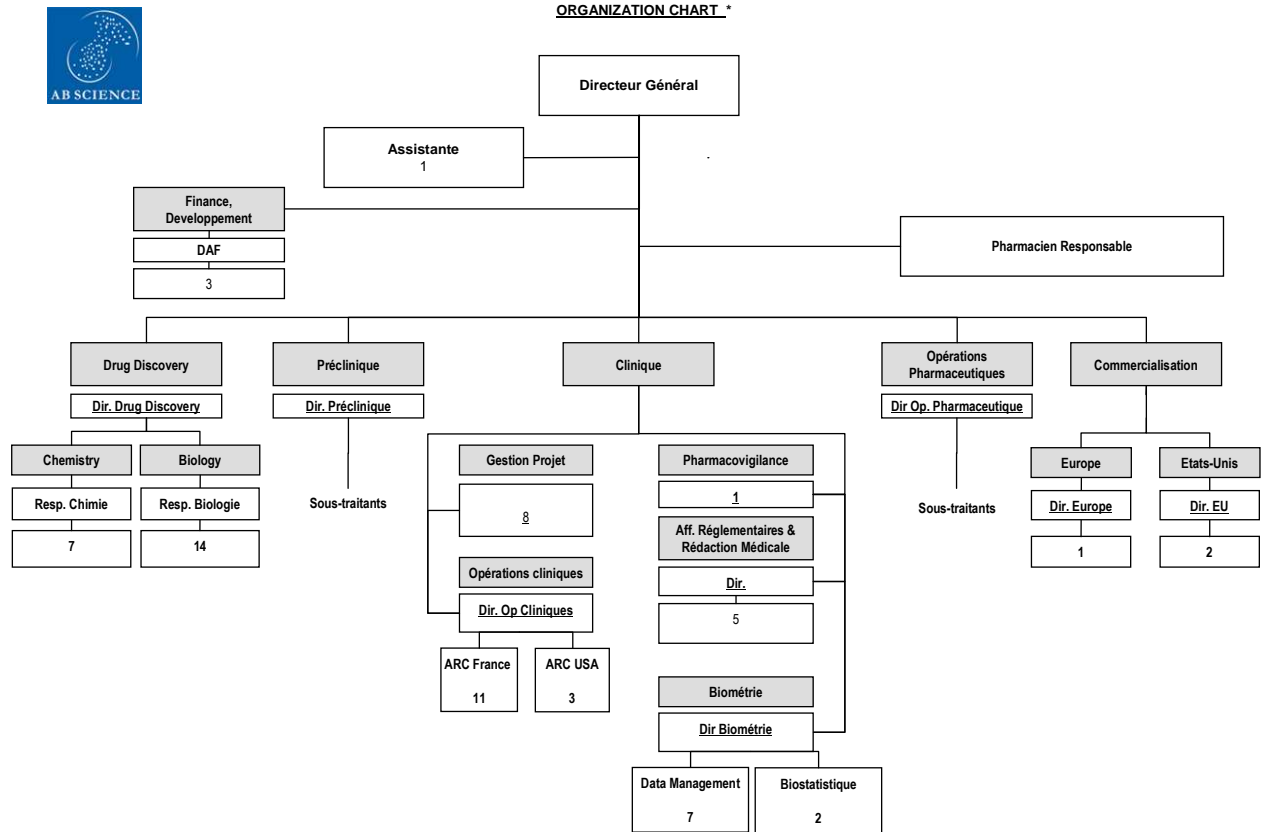 ORGANIZATION CHART *
AB SCIENCE
Directeur Général
Assistante
1
Finance,
Developpement
DAF
3
Pharmacien Responsable
Drug Discovery
Dir. Drug Discovery
Chemistry
Resp. Chimie
7
Biology
Resp. Biologie
14
Préclinique
Dir. Préclinique
Sous-traitants
Clinique
Gestion Projet
8
Opérations cliniques
Dir. Op Cliniques
ARC France
11
ARC USA
3
Pharmacovigilance
1
Aff. Réglementaires &
Rédaction Médicale
Dir.
5
Biométrie
Dir Biométrie
Data Management
7
Biostatistique
2
Opérations
Pharmaceutiques
Dir Op. Pharmaceutique
Sous-traitants
Commercialisation
Europe
Dir. Europe
1
Etats-Unis
Dir. EU
2